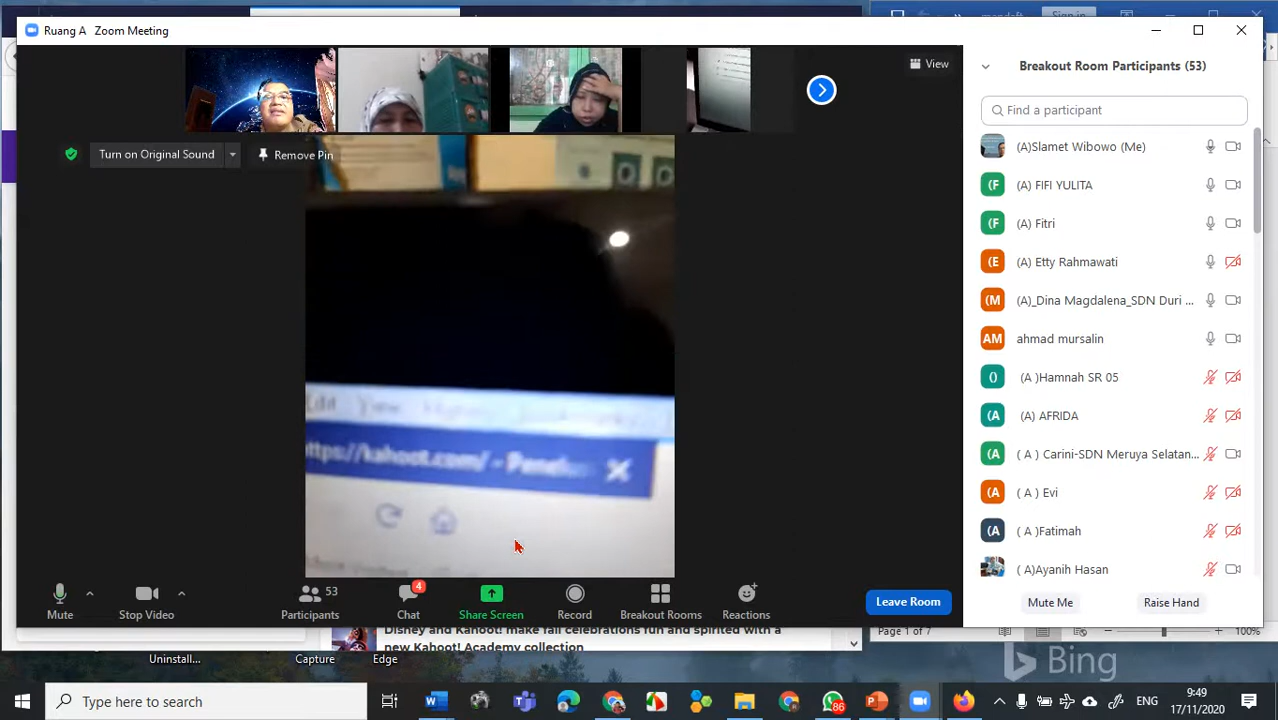 Sign in
Ruang A Zoom Meeting
View
Turn on Original Sound
Remove Pin
Edit View
https://kahoot.com/ -
Breakout Room Participants (53)
Find a participant
(A)Slamet Wibowo (Me)
(F
(A) FIFI YULITA
(F
(A) Fitri
(E
(A) Etty Rahmawati
(M
(A)_Dina Magdalena_SDN Duri ...
AM
ahmad mursalin
()
(A )Hamnah SR 05
(A
(A) AFRIDA
(A
( A ) Carini-SDN Meruya Selatan...
(A
( A ) Evi
(A
( A )Fatimah
( A)Ayanih Hasan
Mute Me
Raise Hand
Mute
Stop Video
53
Participants
4
Chat
Share Screen
Record
Breakout Rooms
Reactions
Leave Room
Disney and Kahoot! make fall celebrations fun and spirited with a
new Kahoot! Academy collection
Page 1 of 7
100%
Uninstall...
Capture
Edge
Bing
Type here to search
86
ENG
9:49
17/11/2020